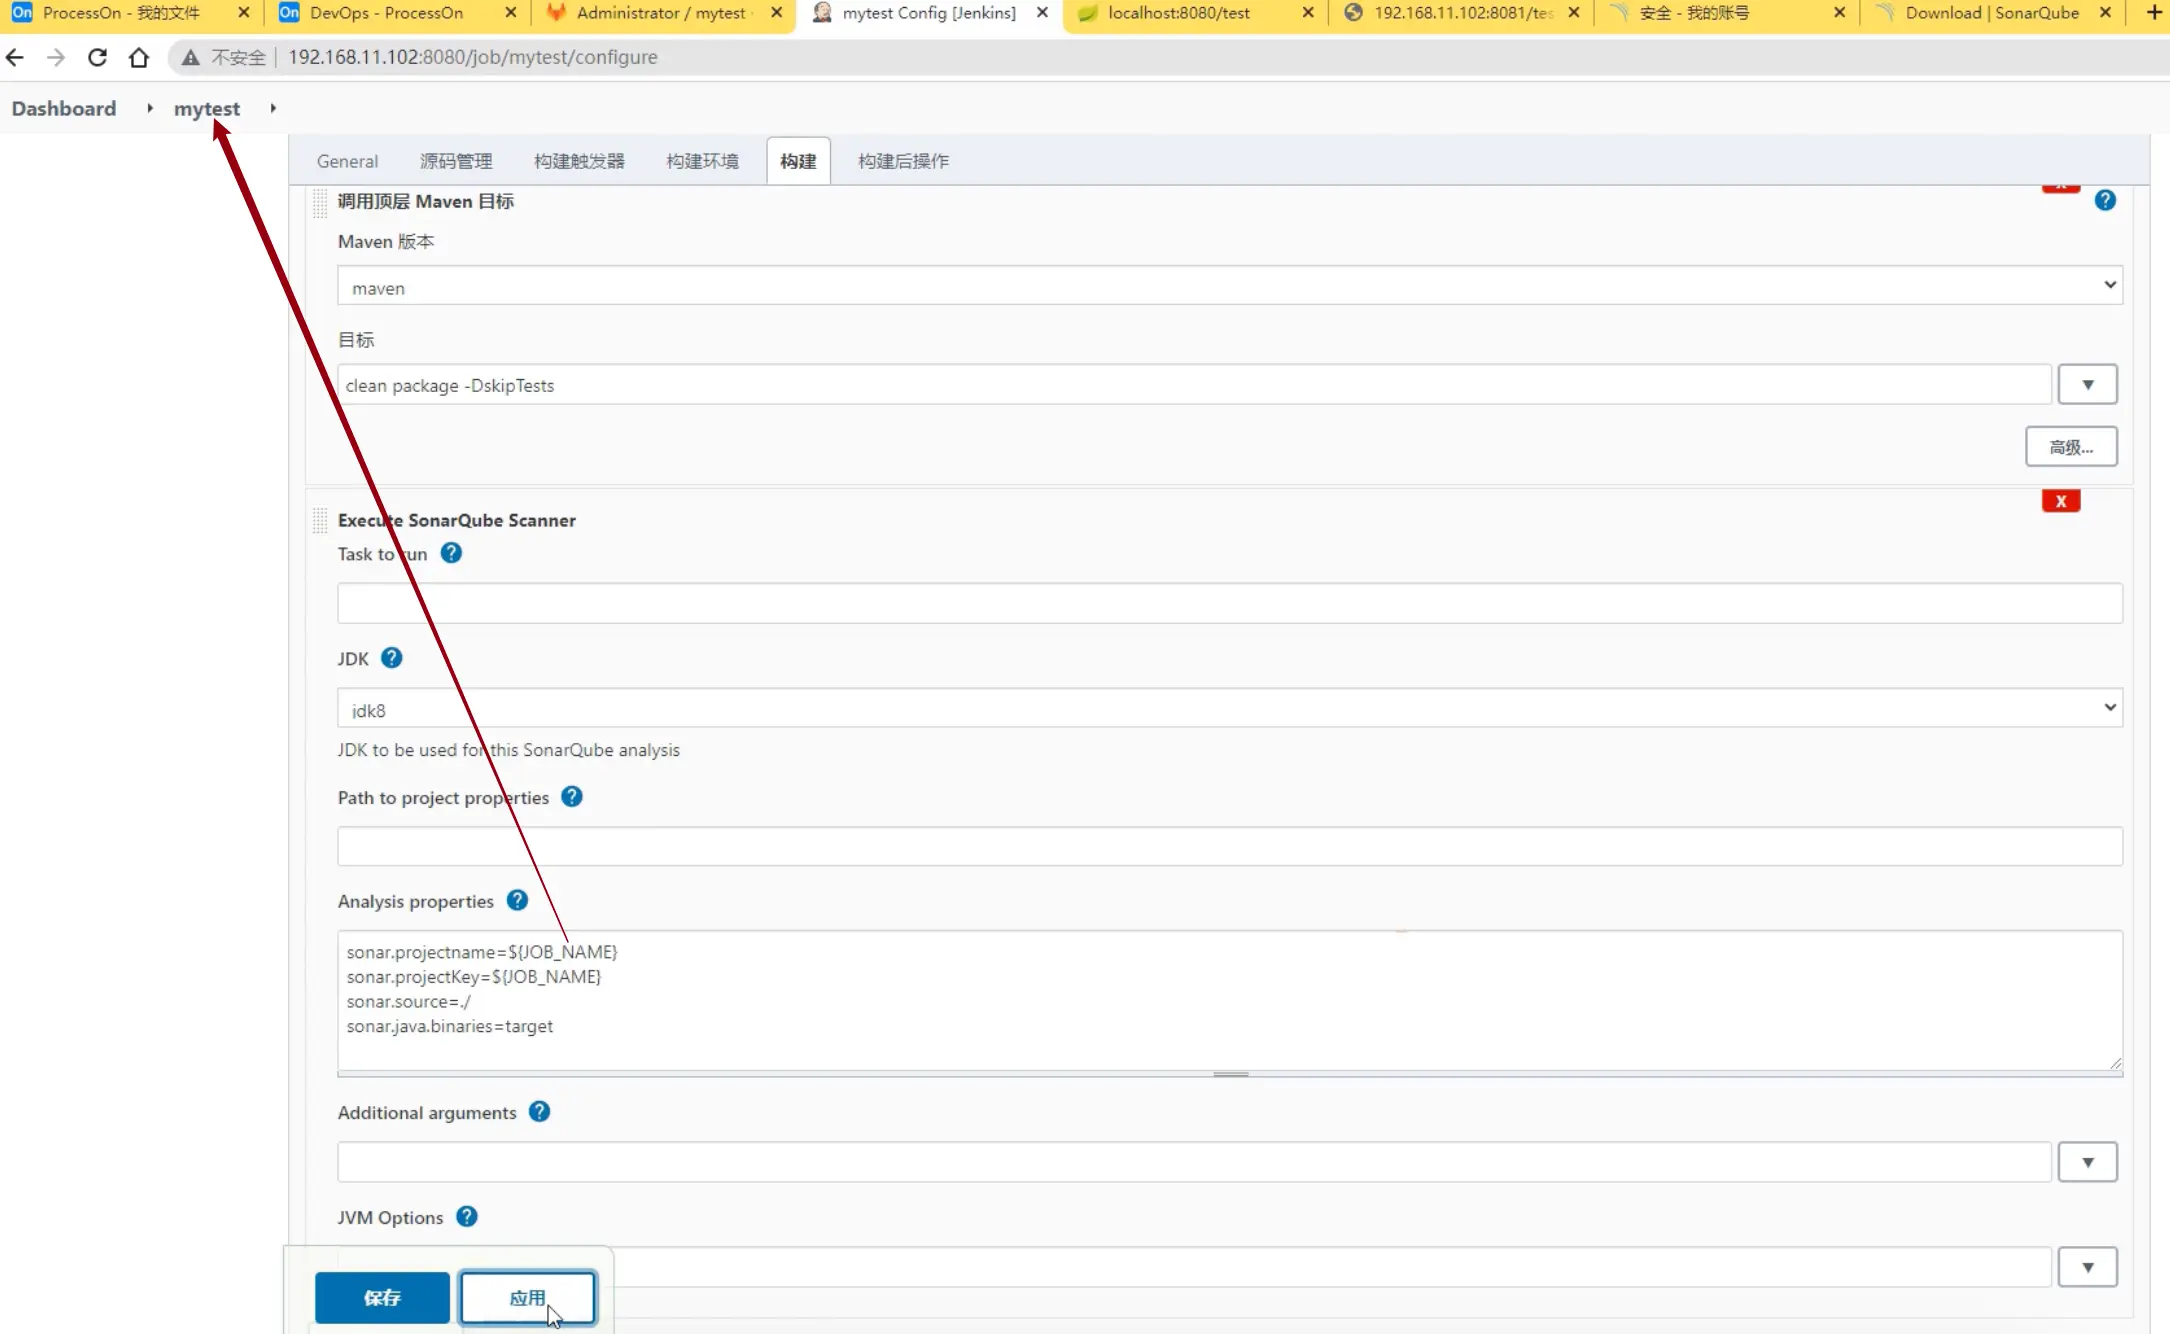 On ProcessOn - 我的文件
On DevOps - ProcessOn
Administrator / mytest
mytest Config [Jenkins]
localhost:8080/test
192.168.11.102:8081/tes
安全 - 我的账号
Download | SonarQube
不安全 | 192.168.11.102:8080/job/mytest/configure
Dashboard mytest
General 源码管理 构建触发器 构建环境 构建 构建后操作
调用顶层 Maven 目标
Maven 版本
maven
目标
clean package -DskipTests
高级...
X
Execute SonarQube Scanner
Task to run
JDK
jdk8
JDK to be used for this SonarQube analysis
Path to project properties
Analysis properties
sonar.projectname=${JOB_NAME}
sonar.projectKey=${JOB_NAME}
sonar.source=./
sonar.java.binaries=target
Additional arguments
JVM Options
保存 应用